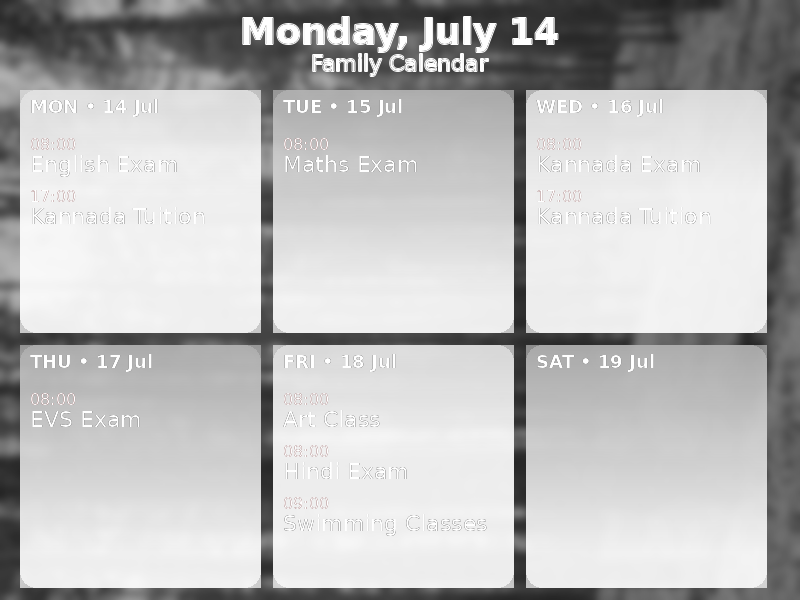 Monday, July 14
Family Calendar
MON • 14 Jul
08:00
English Exam
17:00
Kannada Tuition
TUE • 15 Jul
08:00
Maths Exam
WED • 16 Jul
08:00
Kannada Exam
17:00
Kannada Tuition
THU • 17 Jul
08:00
EVS Exam
FRI • 18 Jul
08:00
Art Class
08:00
Hindi Exam
09:00
Swimming Classes
SAT • 19 Jul